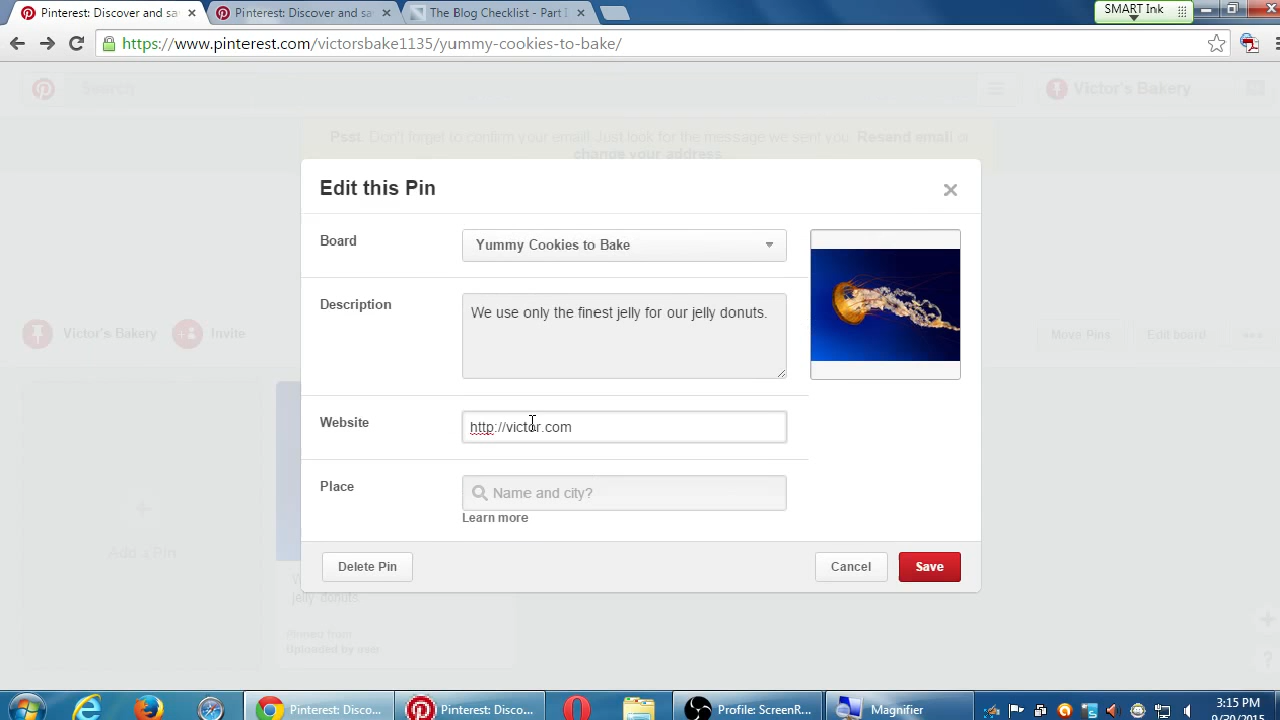 Pinterest: Discover and sa
Pinterest: Discover and sa
The Blog Checklist - Part I
SMART Ink
https://www.pinterest.com/victorsbake1135/yummy-cookies-to-bake/
Search
Victor's Bakery
Psst. Don't forget to confirm your email! Just look for the message we sent you. Resend email or
change your address.
Edit this Pin
Board
Yummy Cookies to Bake
Description
We use only the finest jelly for our jelly donuts.
Website
http://victor.com
Place
Name and city?
Learn more
Delete Pin
Cancel
Save
Victor's Bakery
Invite
Move Pins
Edit board
Add a Pin
jelly donuts.
Pinned from
Uploaded by user
?
Pinterest: Disco...
Pinterest: Disco...
Profile: ScreenR...
Magnifier
3:15 PM
9/30/2015